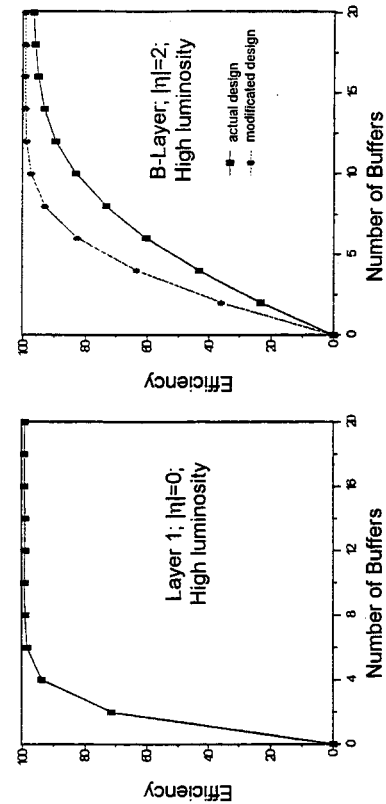 Efficiency
100
80
60
40
20
0
0
4
8
12
16
20
Number of Buffers
Layer 1; |η|=0;
High luminosity
Efficiency
100
80
60
40
20
0
0
5
10
15
20
Number of Buffers
B-Layer; |η|=2;
High luminosity
actual design
modificated design